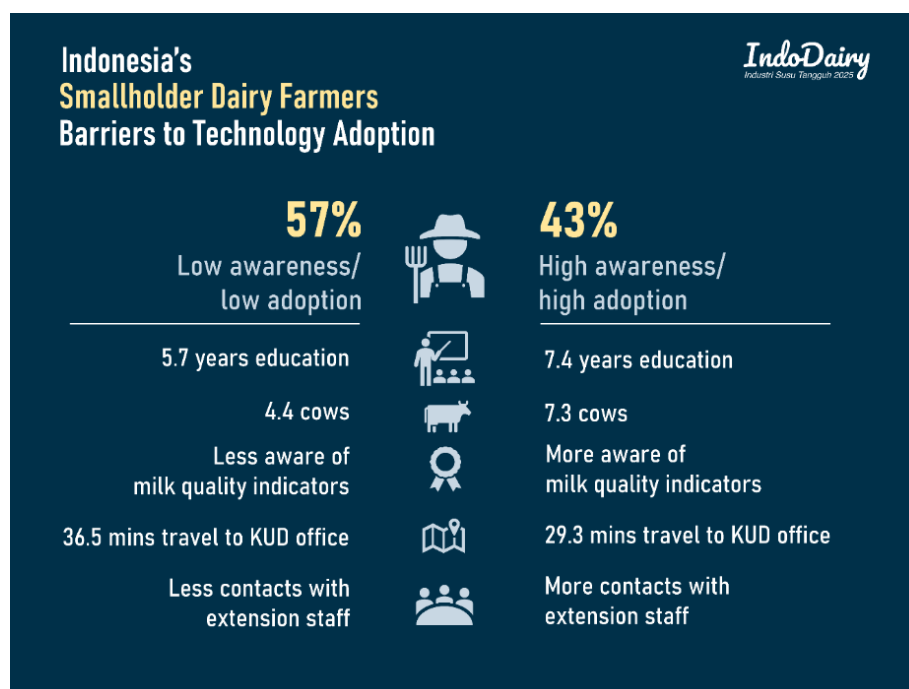 Indonesia's
Smallholder Dairy Farmers
Barriers to Technology Adoption
IndoDairy
Industri Susu Tangguh 2025
57%
Low awareness/
low adoption
43%
High awareness/
high adoption
5.7 years education
7.4 years education
4.4 cows
7.3 cows
Less aware of
milk quality indicators
More aware of
milk quality indicators
36.5 mins travel to KUD office
29.3 mins travel to KUD office
Less contacts with
extension staff
More contacts with
extension staff